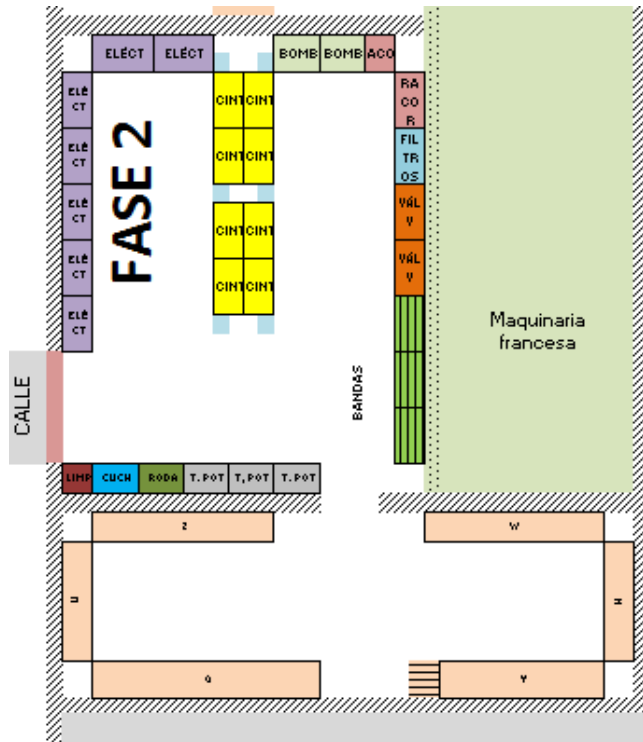 ELÉCT ELÉCT BOMB BOMB ACO
ELÉ
CT
ELÉ
CT
ELÉ
CT
ELÉ
CT
ELÉ
CT
FASE 2
CINT CINT
CINT CINT
CINT CINT
CINT CINT
RA
CO
R
FIL
TR
OS
VÁL
V
VÁL
V
BANDAS
Maquinaria
francesa
CALLE
LIMP CUCH RODA T.POT T,POT T.POT
Z
W
U
Y